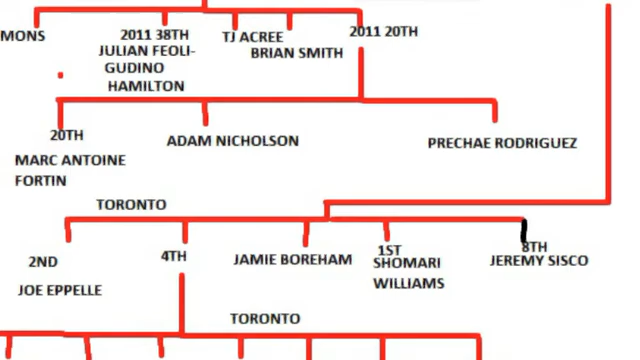 MONS
2011 38TH
JULIAN FEOLI-
GUDINO
HAMILTON
TJ ACREE
BRIAN SMITH
2011 20TH
20TH
MARC ANTOINE
FORTIN
ADAM NICHOLSON
PRECHAE RODRIGUEZ
TORONTO
2ND
JOE EPPELLE
4TH
JAMIE BOREHAM
1ST
SHOMARI
WILLIAMS
8TH
JEREMY SISCO
TORONTO